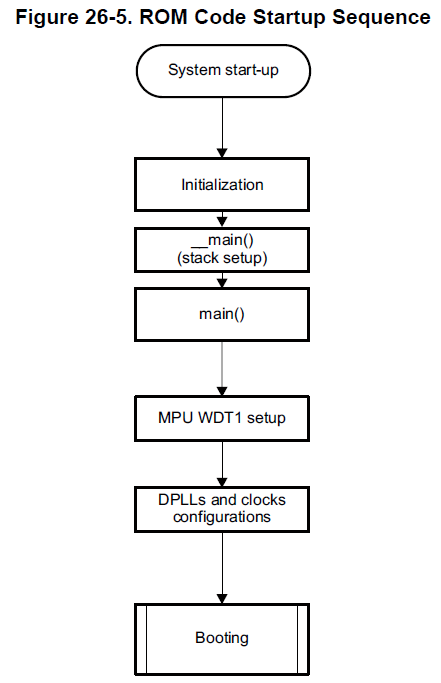 Figure 26-5. ROM Code Startup Sequence
System start-up
Initialization
__main()
(stack setup)
main()
MPU WDT1 setup
DPLLs and clocks
configurations
Booting